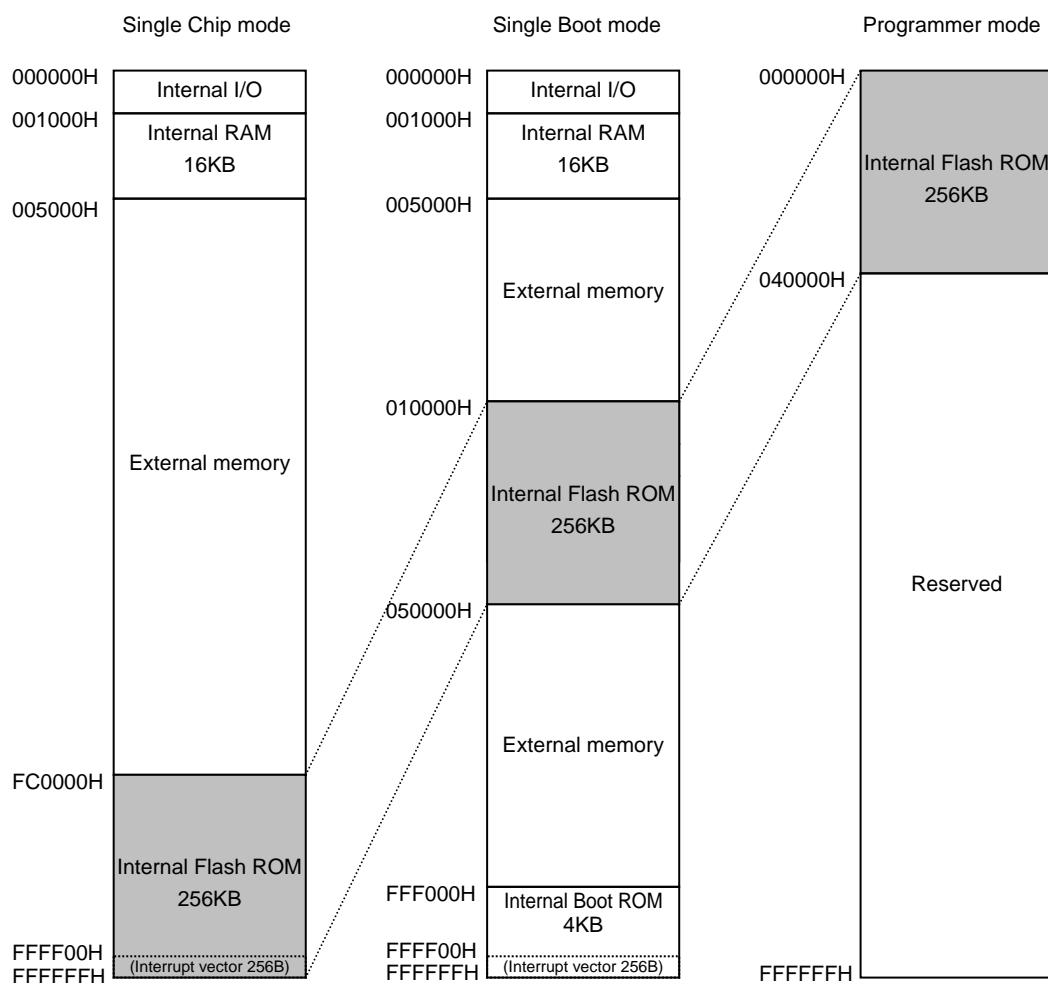 Single Chip mode
000000H
Internal I/O
001000H
Internal RAM
16KB
005000H
External memory
FC0000H
Internal Flash ROM
256KB
FFFF00H
(Interrupt vector 256B)
FFFFFFH
Single Boot mode
000000H
Internal I/O
001000H
Internal RAM
16KB
005000H
External memory
010000H
Internal Flash ROM
256KB
050000H
External memory
FFF000H
Internal Boot ROM
4KB
FFFF00H
(Interrupt vector 256B)
FFFFFFH
Programmer mode
000000H
Internal Flash ROM
256KB
040000H
Reserved
FFFFFFH